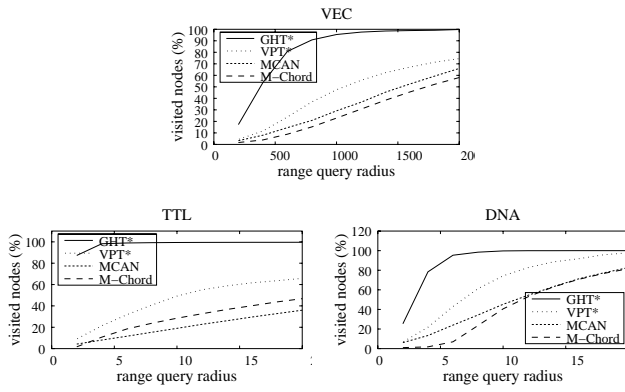 VEC
visited nodes (%)
100
90
80
70
60
50
40
30
20
10
0
GHT*
VPT*
MCAN
M-Chord
500 1000 1500 20
range query radius
TTL
visited nodes (%)
100
80
60
40
20
0
GHT*
VPT*
MCAN
M-Chord
5 10 15
range query radius
DNA
visited nodes (%)
120
100
80
60
40
20
0
GHT*
VPT*
MCAN
M-Chord
5 10 15
range query radius